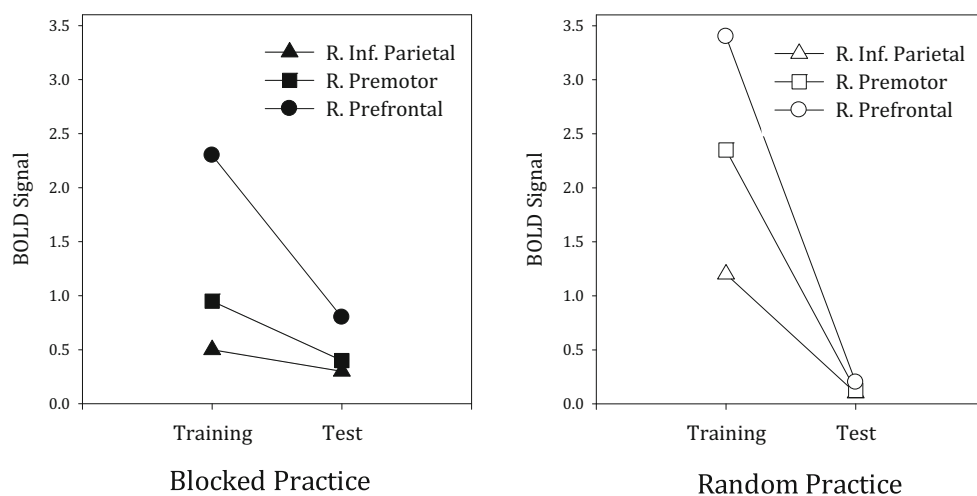 3.5
3.0
2.5
2.0
1.5
1.0
0.5
0.0
BOLD Signal
R. Inf. Parietal
R. Premotor
R. Prefrontal
Training Test
Blocked Practice
3.5
3.0
2.5
2.0
1.5
1.0
0.5
0.0
BOLD Signal
R. Inf. Parietal
R. Premotor
R. Prefrontal
Training Test
Random Practice